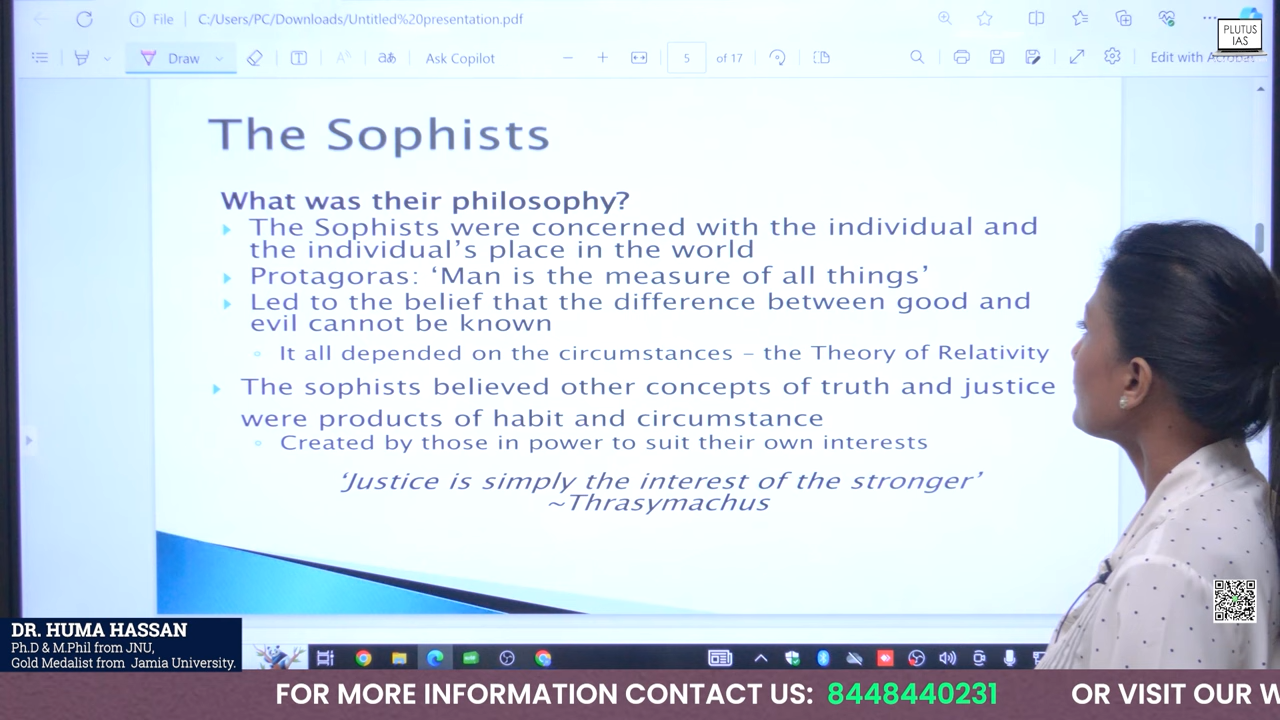 File
C:/Users/PC/Downloads/Untitled%20presentation.pdf
PLUTUS
IAS
Draw
Ask Copilot
5
of 17
Edit with Acrobat
The Sophists
What was their philosophy?
The Sophists were concerned with the individual and
the individual's place in the world
Protagoras: 'Man is the measure of all things'
Led to the belief that the difference between good and
evil cannot be known
It all depended on the circumstances – the Theory of Relativity
The sophists believed other concepts of truth and justice
were products of habit and circumstance
Created by those in power to suit their own interests
'Justice is simply the interest of the stronger'
~Thrasymachus
DR. HUMA HASSAN
Ph.D & M.Phil from JNU,
Gold Medalist from Jamia University.
FOR MORE INFORMATION CONTACT US: 8448440231 OR VISIT OUR W